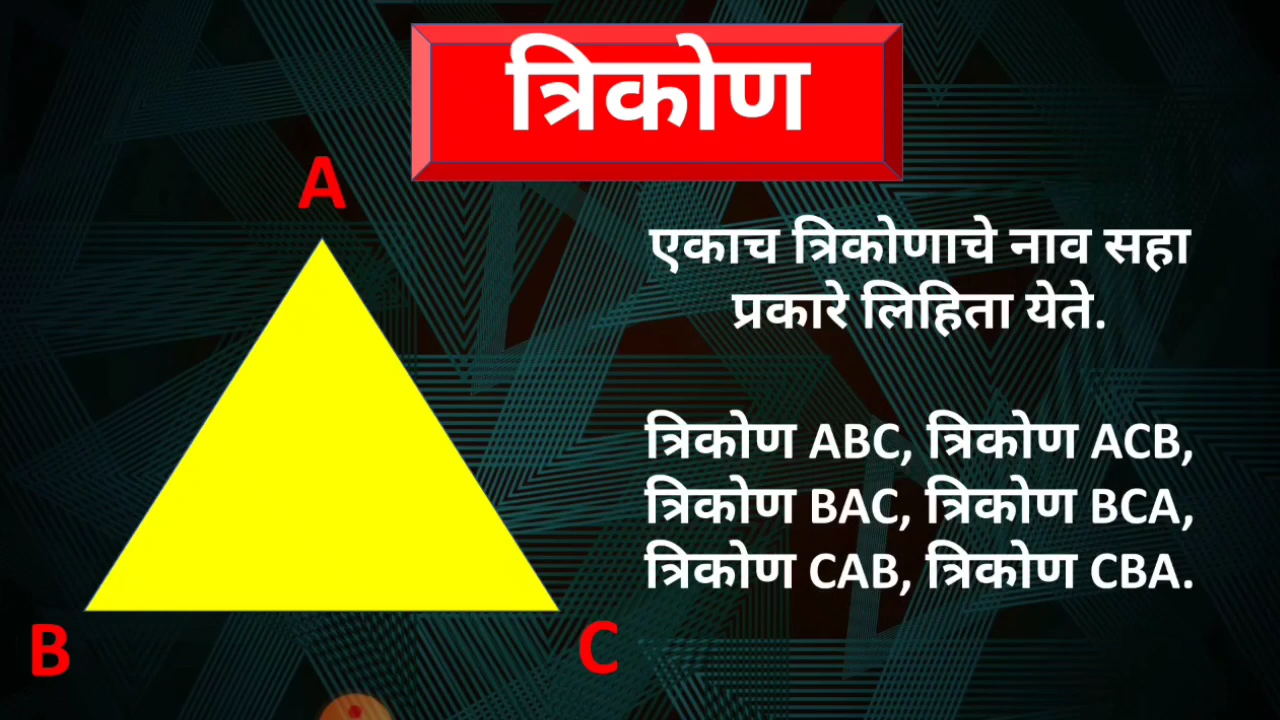 त्रिकोण
A
एकाच त्रिकोणाचे नाव सहा
प्रकारे लिहिता येते.
त्रिकोण ABC, त्रिकोण ACB,
त्रिकोण BAC, त्रिकोण BCA,
त्रिकोण CAB, त्रिकोण CBA.
B
C